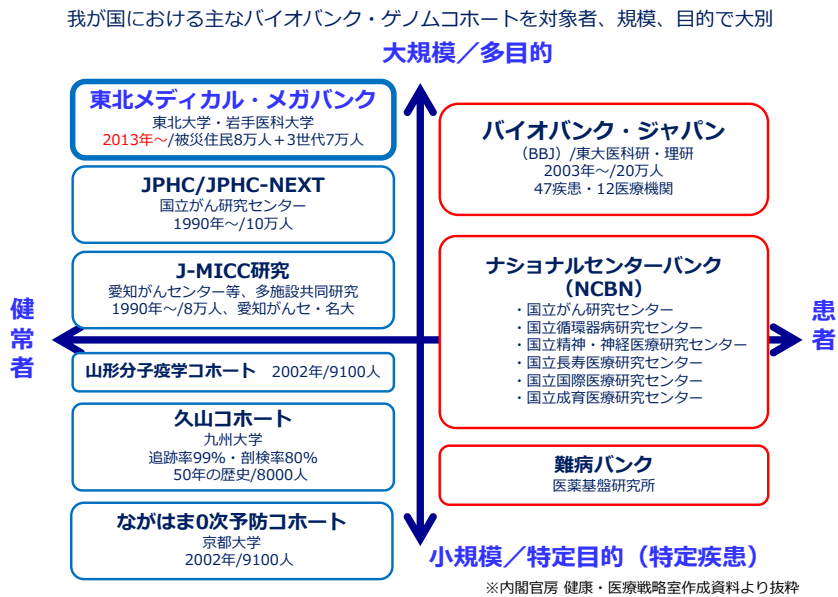 我が国における主なバイオバンク・ゲノムコホートを対象者、規模、目的で大別
大規模／多目的
東北メディカル・メガバンク
東北大学・岩手医科大学
2013年～/被災住民8万人＋3世代7万人
JPHC/JPHC-NEXT
国立がん研究センター
1990年～/10万人
J-MICC研究
愛知がんセンター等、多施設共同研究
1990年～/8万人、愛知がんセ・名大
健常者
山形分子疫学コホート 2002年/9100人
久山コホート
九州大学
追跡率99%・剖検率80%
50年の歴史/8000人
ながはま0次予防コホート
京都大学
2002年/9100人
バイオバンク・ジャパン
（BBJ）/東大医科研・理研
2003年～/20万人
47疾患・12医療機関
ナショナルセンターバンク
（NCBN）
・国立がん研究センター
・国立循環器病研究センター
・国立精神・神経医療研究センター
・国立長寿医療研究センター
・国立国際医療研究センター
・国立成育医療研究センター
患者
難病バンク
医薬基盤研究所
小規模／特定目的（特定疾患）
※内閣官房 健康・医療戦略室作成資料より抜粋